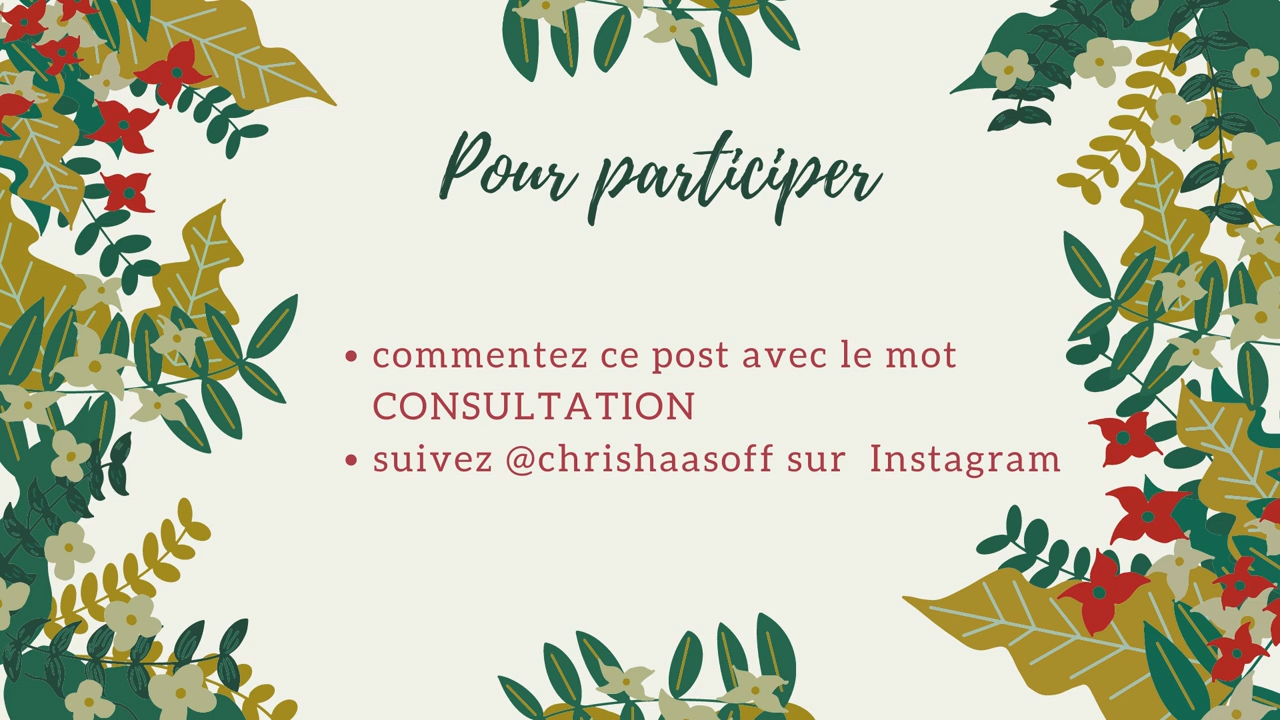 Pour participer
• commentez ce post avec le mot
CONSULTATION
• suivez @chrishaasoff sur Instagram